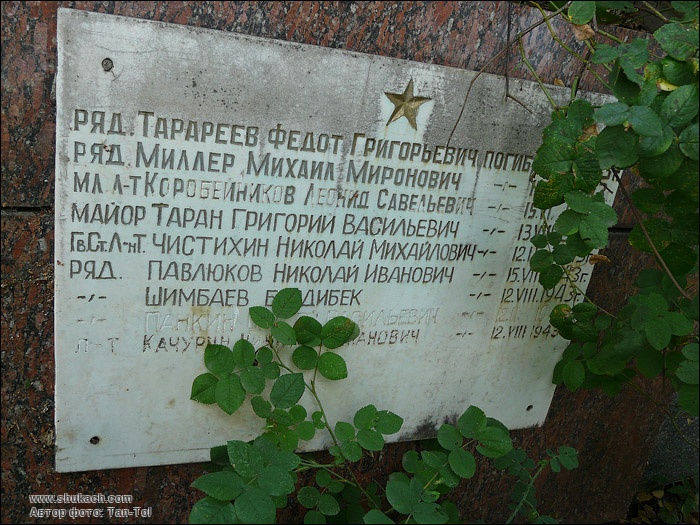 РЯД. ТАРАРЕЕВ ФЕДОТ ГРИГОРЬЕВИЧ ПОГИБ
РЯД. МИЛЛЕР МИХАИЛ МИРОНОВИЧ -,,-
МЛ. Л-Т КОРОБЕЙНИКОВ ЛЕОНИД САВЕЛЬЕВИЧ -,,-
МАЙОР ТАРАН ГРИГОРИЙ ВАСИЛЬЕВИЧ -,,-
ГВ.СТ.Л-НТ ЧИСТИХИН НИКОЛАЙ МИХАЙЛОВИЧ -,,-
РЯД. ПАВЛЮКОВ НИКОЛАЙ ИВАНОВИЧ -,,- 15.VIII.1943г.
-,,- ШИМБАЕВ -,,- 12.VIII.1943г.
-,,- ПАНКИН -,,-
Л-Т КАЧУРИН -,,- 12.VIII.1943
www.shukach.com
Автор фото: Tan-Tol